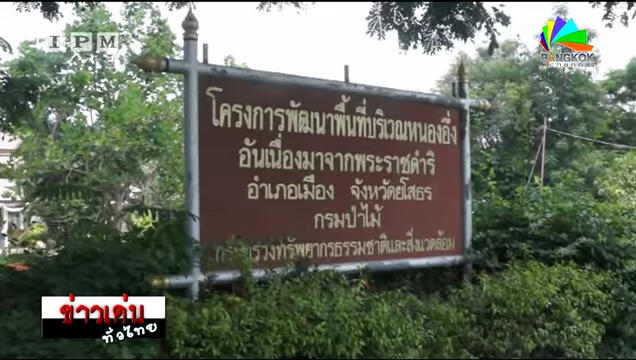 IPM
BANGKOK
channel
โครงการพัฒนาพื้นที่บริเวณหนองอึ่ง
อันเนื่องมาจากพระราชดำริ
อำเภอเมือง จังหวัดยโสธร
กรมป่าไม้
กระทรวงทรัพยากรธรรมชาติและสิ่งแวดล้อม
ข่าวเด่น
ทั่วไทย